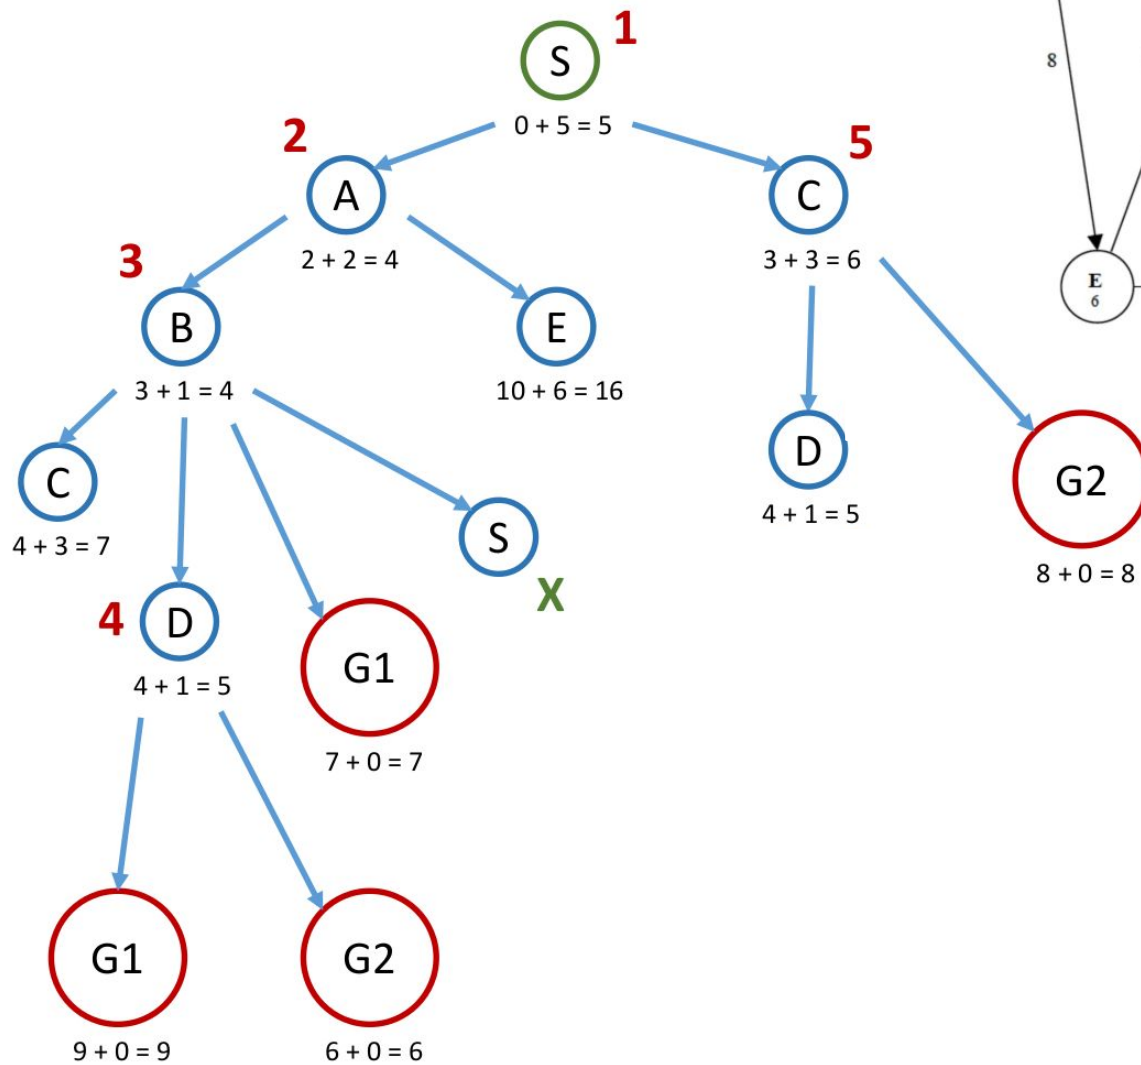 1
S
0 + 5 = 5
8
2
5
A
C
2 + 2 = 4
3 + 3 = 6
3
E
6
B
E
3 + 1 = 4
10 + 6 = 16
C
D
G2
4 + 3 = 7
4 + 1 = 5
S
8 + 0 = 8
X
4
D
4 + 1 = 5
G1
7 + 0 = 7
G1
G2
9 + 0 = 9
6 + 0 = 6